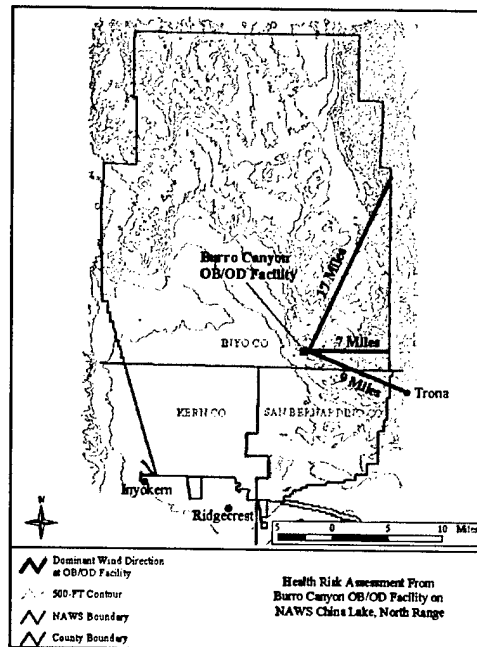 Burro Canyon
OB/OD Facility
17 Miles
INYO CO
7 Miles
9 Miles
Trona
KERN CO
SAN BERNARDINO
Inyokern
Ridgecrest
N
5 0 5 10 Miles
Dominant Wind Direction
at OB/OD Facility
500-FT Contour
NAWS Boundary
County Boundary
Health Risk Assessment From
Burro Canyon OB/OD Facility on
NAWS China Lake, North Range